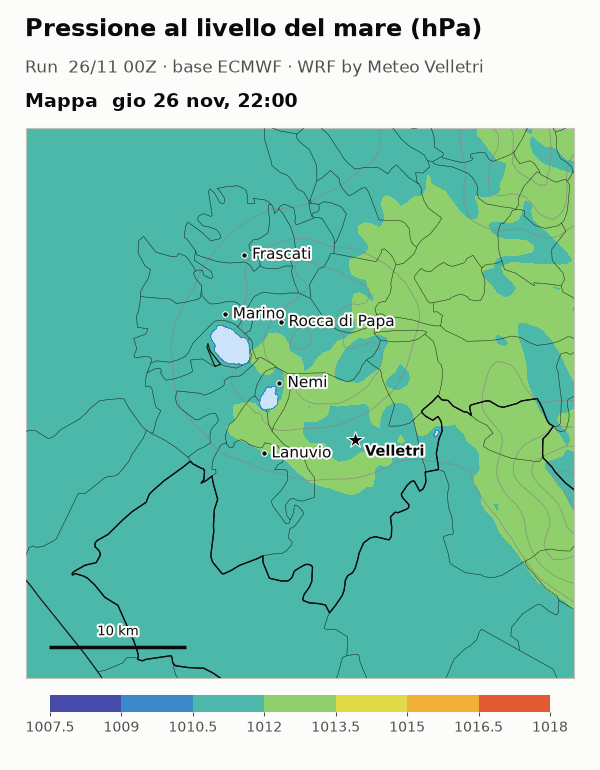 Pressione al livello del mare (hPa)
Run  26/11 00Z · base ECMWF · WRF by Meteo Velletri
Mappa  gio 26 nov, 22:00
Frascati
Marino
Rocca di Papa
Nemi
Velletri
Lanuvio
10 km
1007.5 1009 1010.5 1012 1013.5 1015 1016.5 1018